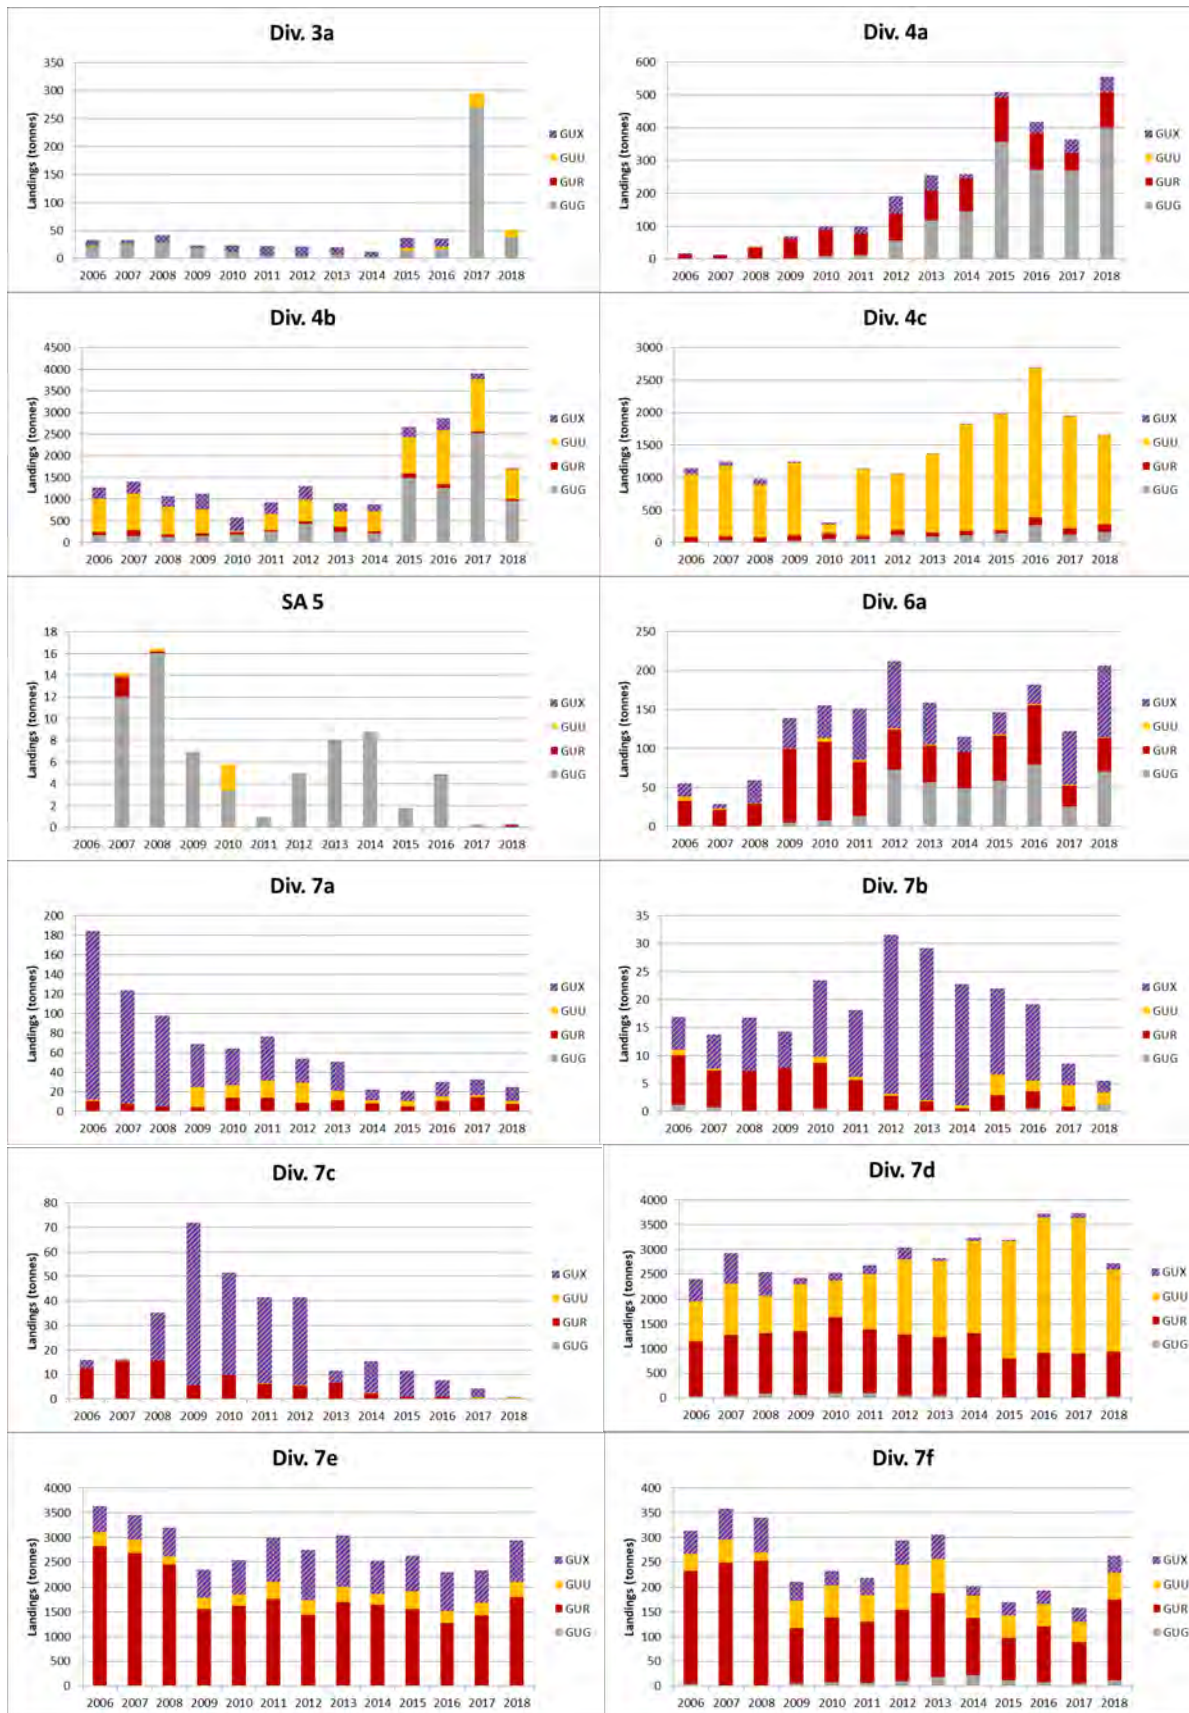 Div. 3a
Landings (tonnes)
350
300
250
200
150
100
50
0
2006 2007 2008 2009 2010 2011 2012 2013 2014 2015 2016 2017 2018
GUX
GUU
GUR
GUG
Div. 4a
Landings (tonnes)
600
500
400
300
200
100
0
2006 2007 2008 2009 2010 2011 2012 2013 2014 2015 2016 2017 2018
GUX
GUU
GUR
GUG
Div. 4b
Landings (tonnes)
4500
4000
3500
3000
2500
2000
1500
1000
500
0
2006 2007 2008 2009 2010 2011 2012 2013 2014 2015 2016 2017 2018
GUX
GUU
GUR
GUG
Div. 4c
Landings (tonnes)
3000
2500
2000
1500
1000
500
0
2006 2007 2008 2009 2010 2011 2012 2013 2014 2015 2016 2017 2018
GUX
GUU
GUR
GUG
SA 5
Landings (tonnes)
18
16
14
12
10
8
6
4
2
0
2006 2007 2008 2009 2010 2011 2012 2013 2014 2015 2016 2017 2018
GUX
GUU
GUR
GUG
Div. 6a
Landings (tonnes)
250
200
150
100
50
0
2006 2007 2008 2009 2010 2011 2012 2013 2014 2015 2016 2017 2018
GUX
GUU
GUR
GUG
Div. 7a
Landings (tonnes)
200
180
160
140
120
100
80
60
40
20
0
2006 2007 2008 2009 2010 2011 2012 2013 2014 2015 2016 2017 2018
GUX
GUU
GUR
GUG
Div. 7b
Landings (tonnes)
35
30
25
20
15
10
5
0
2006 2007 2008 2009 2010 2011 2012 2013 2014 2015 2016 2017 2018
GUX
GUU
GUR
GUG
Div. 7c
Landings (tonnes)
80
70
60
50
40
30
20
10
0
2006 2007 2008 2009 2010 2011 2012 2013 2014 2015 2016 2017 2018
GUX
GUU
GUR
GUG
Div. 7d
Landings (tonnes)
4000
3500
3000
2500
2000
1500
1000
500
0
2006 2007 2008 2009 2010 2011 2012 2013 2014 2015 2016 2017 2018
GUX
GUU
GUR
GUG
Div. 7e
Landings (tonnes)
4000
3500
3000
2500
2000
1500
1000
500
0
2006 2007 2008 2009 2010 2011 2012 2013 2014 2015 2016 2017 2018
GUX
GUU
GUR
GUG
Div. 7f
Landings (tonnes)
400
350
300
250
200
150
100
50
0
2006 2007 2008 2009 2010 2011 2012 2013 2014 2015 2016 2017 2018
GUX
GUU
GUR
GUG